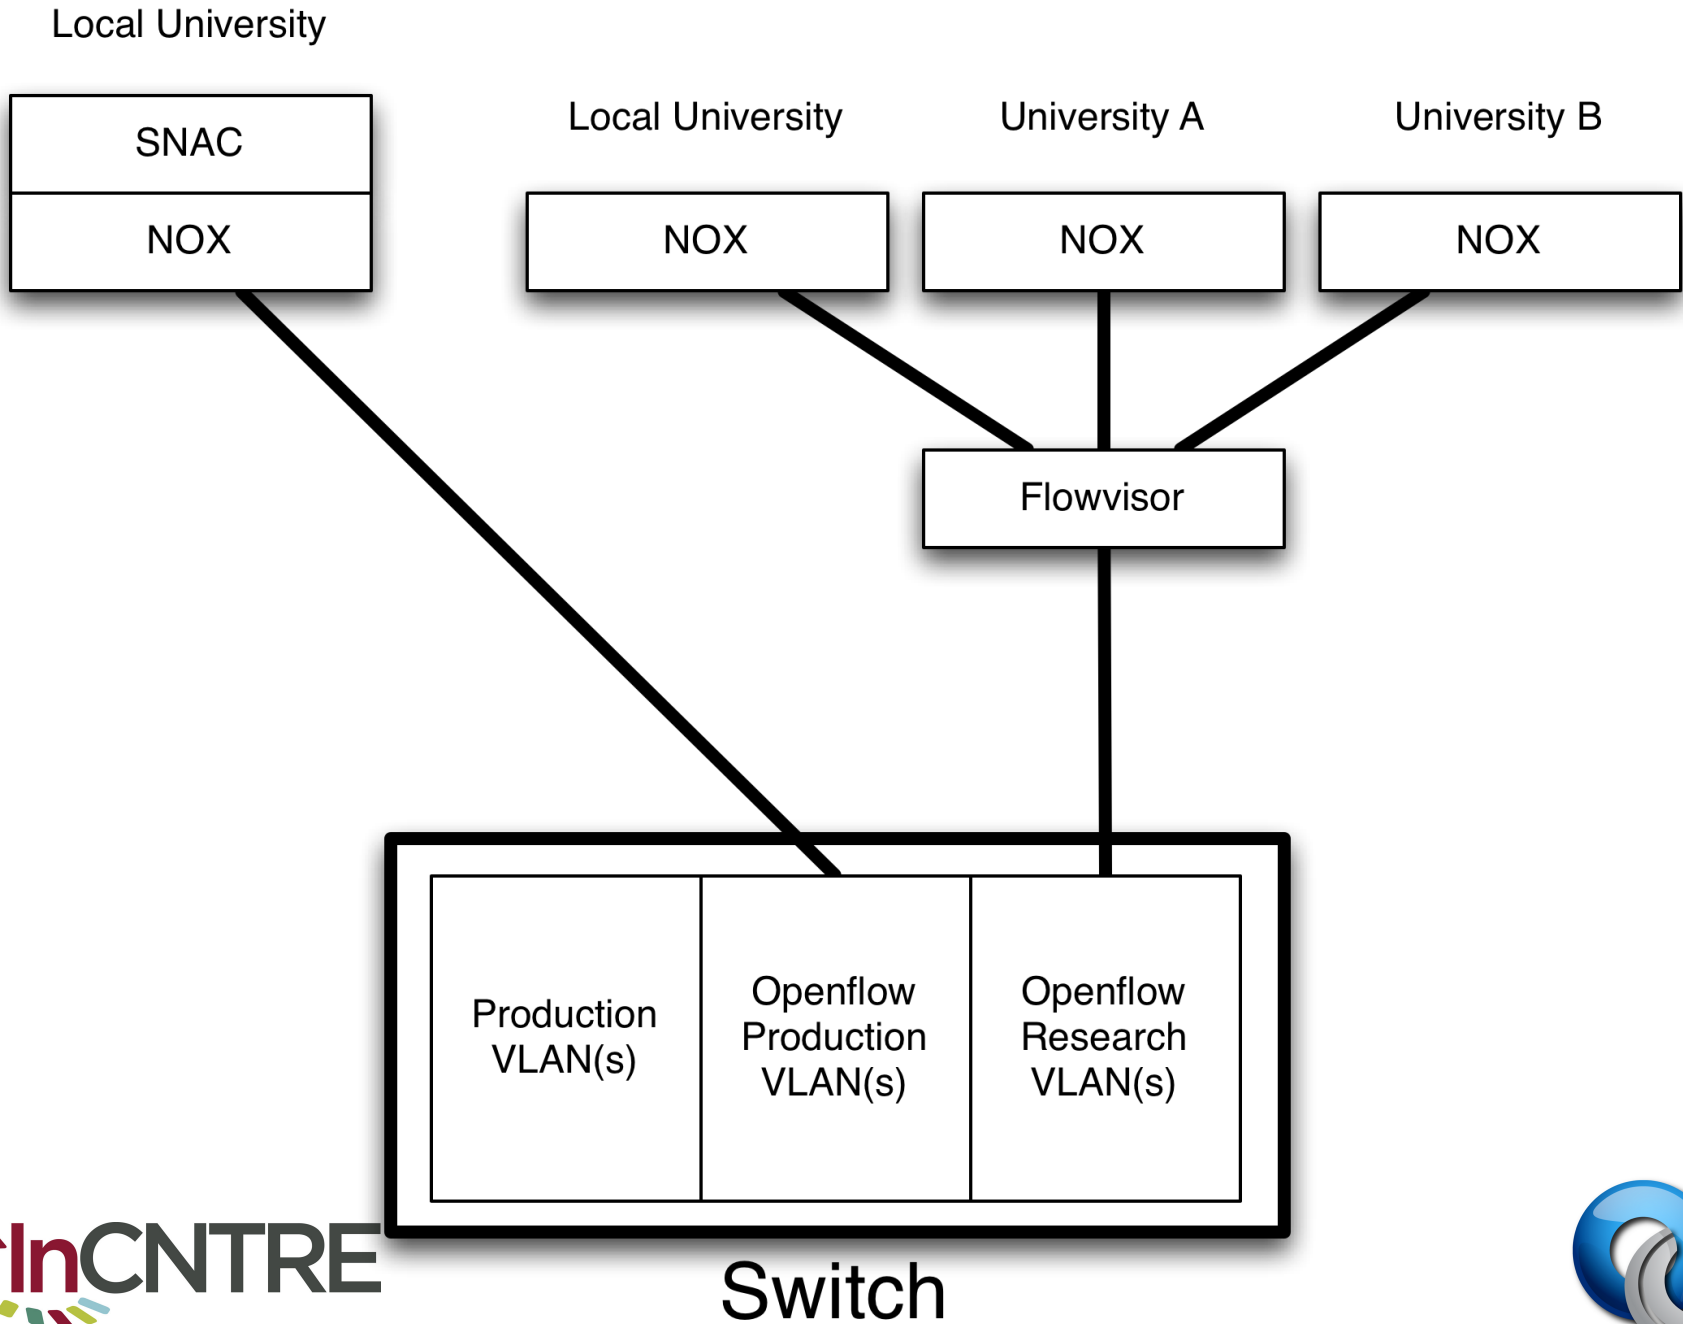 Local University
SNAC
NOX
Local University
University A
University B
NOX
NOX
NOX
Flowvisor
Production
VLAN(s)
Openflow
Production
VLAN(s)
Openflow
Research
VLAN(s)
InCNTRE
Switch